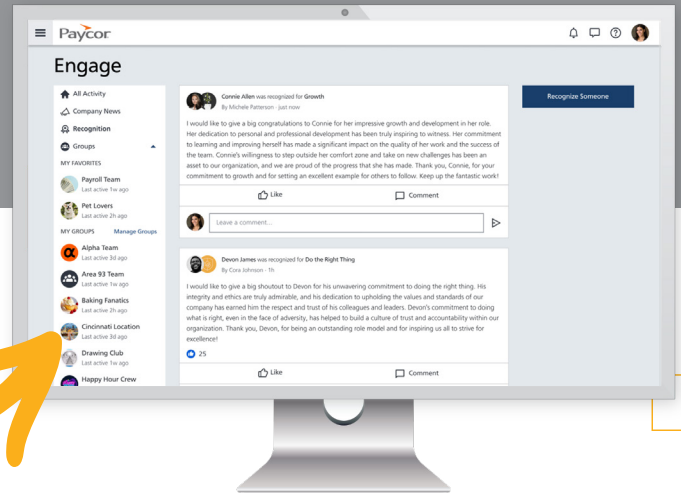 Paycor
Engage
All Activity
Company News
Recognition
Groups
MY FAVORITES
Payroll Team
Last active 1w ago
Pet Lovers
Last active 2h ago
MY GROUPS Manage Groups
Alpha Team
Last active 3d ago
Area 93 Team
Last active 1w ago
Baking Fanatics
Last active 2h ago
Cincinnati Location
Last active 3d ago
Drawing Club
Last active 1w ago
Happy Hour Crew
Connie Allen was recognized for Growth
By Michele Patterson · just now
I would like to give a big congratulations to Connie for her impressive growth and development in her role.
Her dedication to personal and professional development has been truly inspiring to witness. Her commitment
to learning and improving herself has made a significant impact on the quality of her work and the success of
the team. Connie's willingness to step outside her comfort zone and take on new challenges has been an
asset to our organization, and we are proud of the progress that she has made. Thank you, Connie, for your
commitment to growth and for setting an excellent example for others to follow. Keep up the fantastic work!
Like Comment
Leave a comment...
Devon James was recognized for Do the Right Thing
By Cora Johnson · 1h
I would like to give a big shoutout to Devon for his unwavering commitment to doing the right thing. His
integrity and ethics are truly admirable, and his dedication to upholding the values and standards of our
company has earned him the respect and trust of his colleagues and leaders. Devon's commitment to doing
what is right, even in the face of adversity, has helped to build a culture of trust and accountability within our
organization. Thank you, Devon, for being an outstanding role model and for inspiring us all to strive for
excellence!
25
Like Comment
Recognize Someone